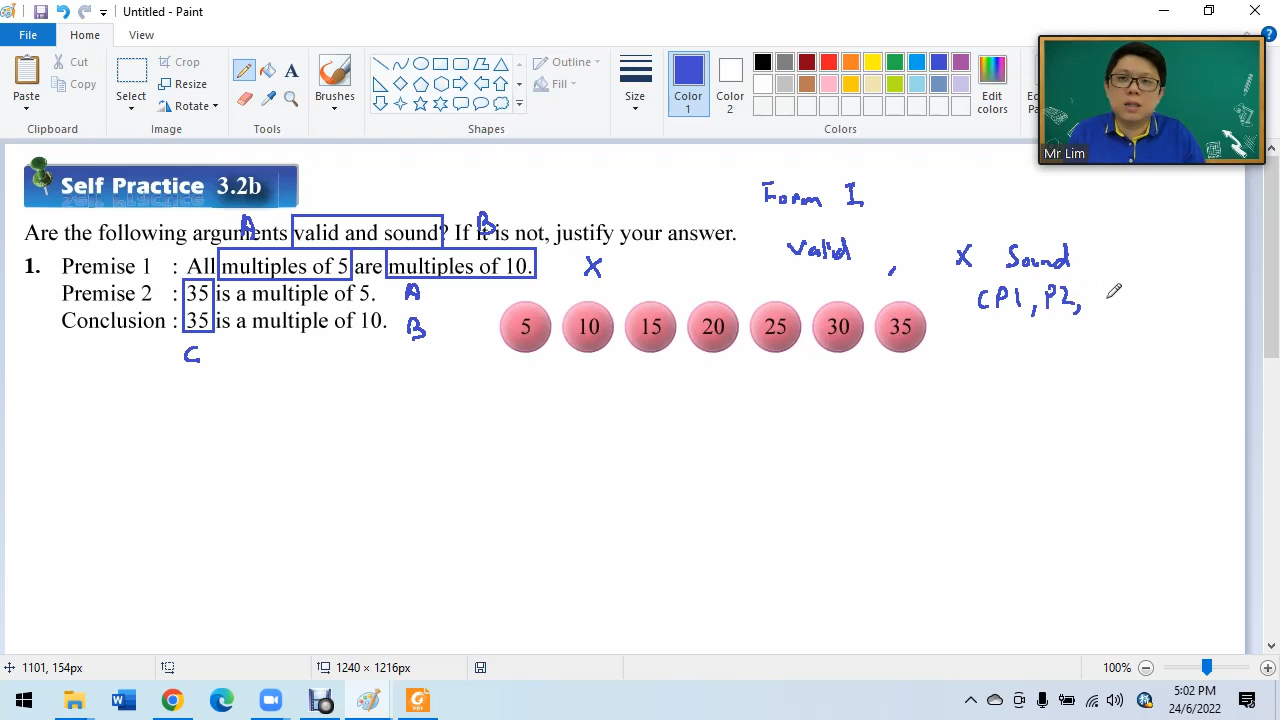 Untitled - Paint
File Home View
Paste Cut Copy Clipboard
Select Crop Resize Rotate Image
Tools
Brushes
Shapes Outline Fill
Size
Color 1 Color 2 Edit colors Colors
Mr Lim
Self Practice 3.2b
Form I,
A B
Are the following arguments valid and sound? If it is not, justify your answer.
valid , X Sound
1. Premise 1 : All multiples of 5 are multiples of 10. X
Premise 2 : 35 is a multiple of 5. A
(P1, P2,
Conclusion : 35 is a multiple of 10. B
5 10 15 20 25 30 35
C
1101, 154px 1240 × 1216px 100%
5:02 PM
24/6/2022